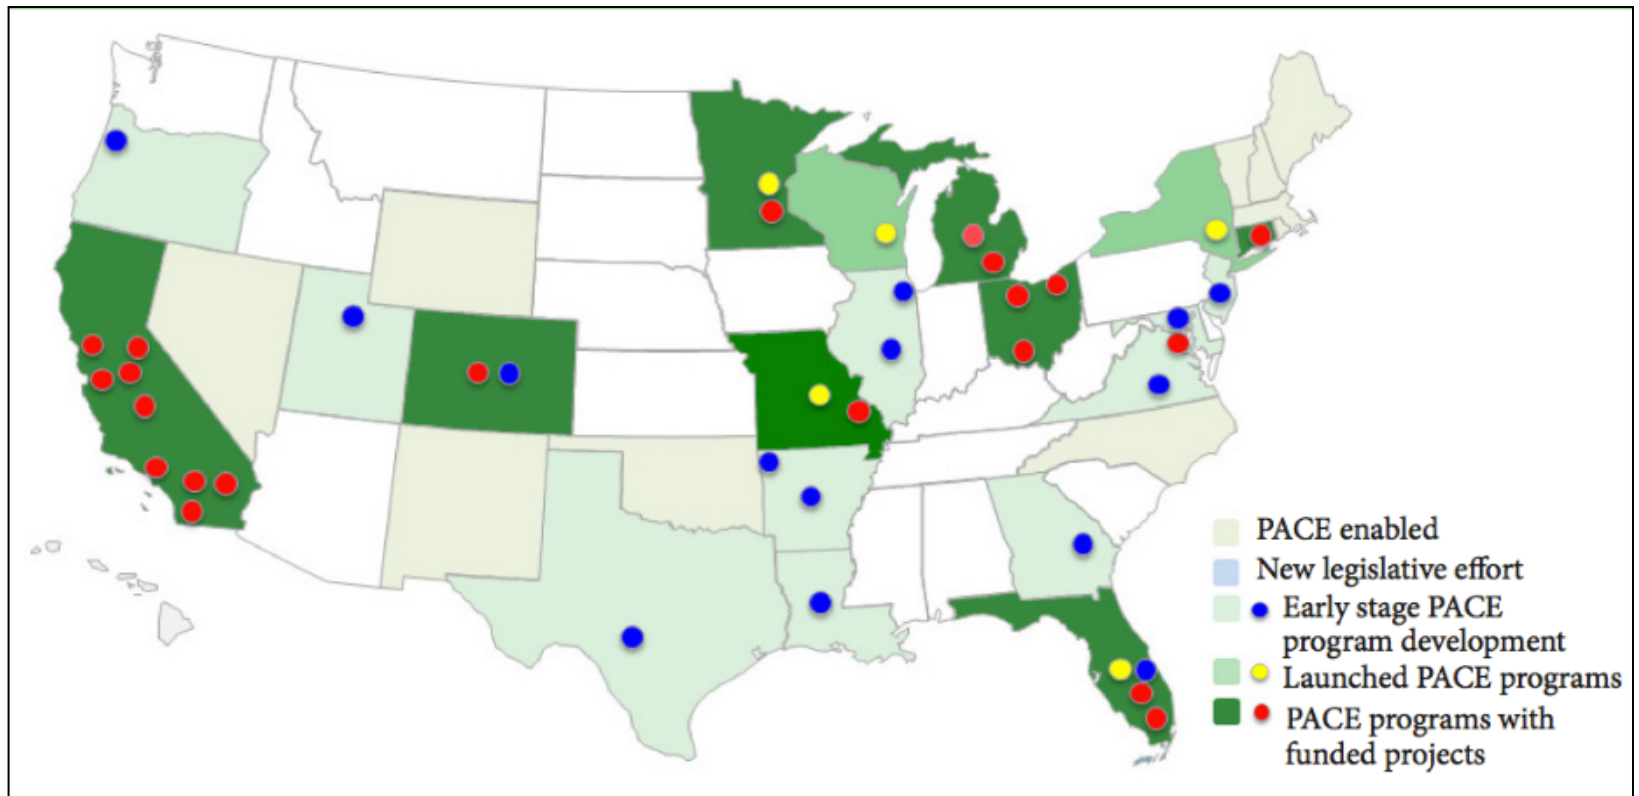 PACE enabled
New legislative effort
Early stage PACE
program development
Launched PACE programs
PACE programs with
funded projects